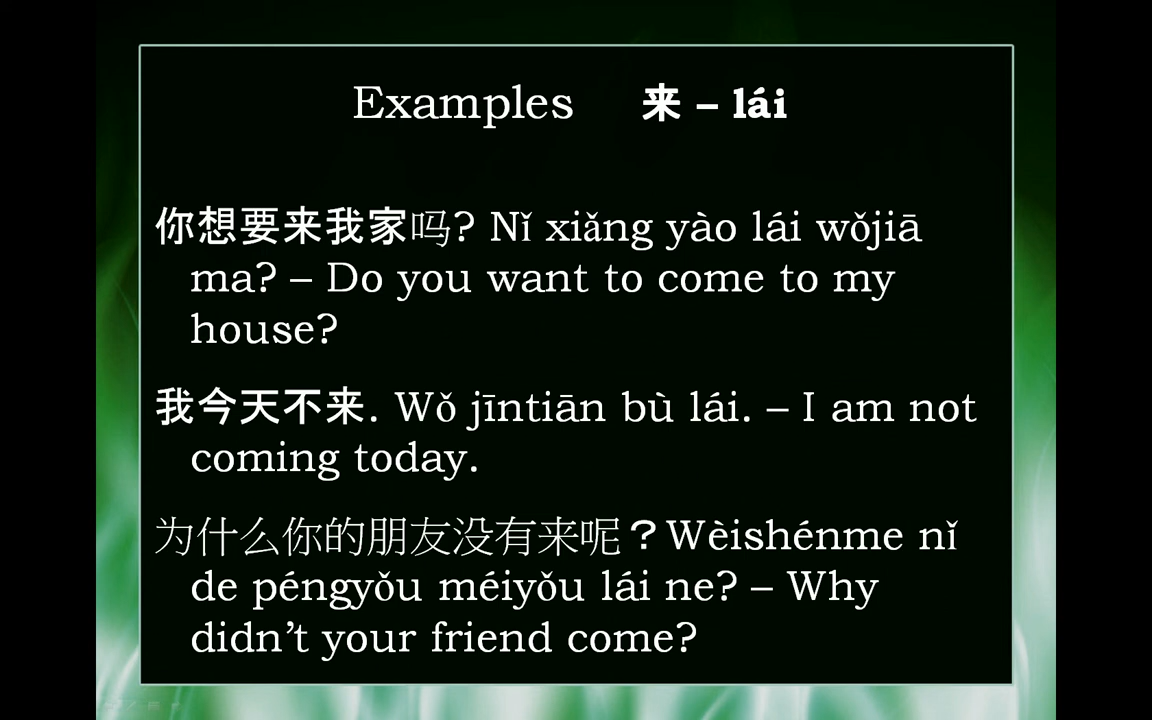 Examples 来 – lái
你想要来我家吗? Nǐ xiǎng yào lái wǒjiā
ma? – Do you want to come to my
house?
我今天不来. Wǒ jīntiān bù lái. – I am not
coming today.
为什么你的朋友没有来呢？Wèishénme nǐ
de péngyǒu méiyǒu lái ne? – Why
didn’t your friend come?